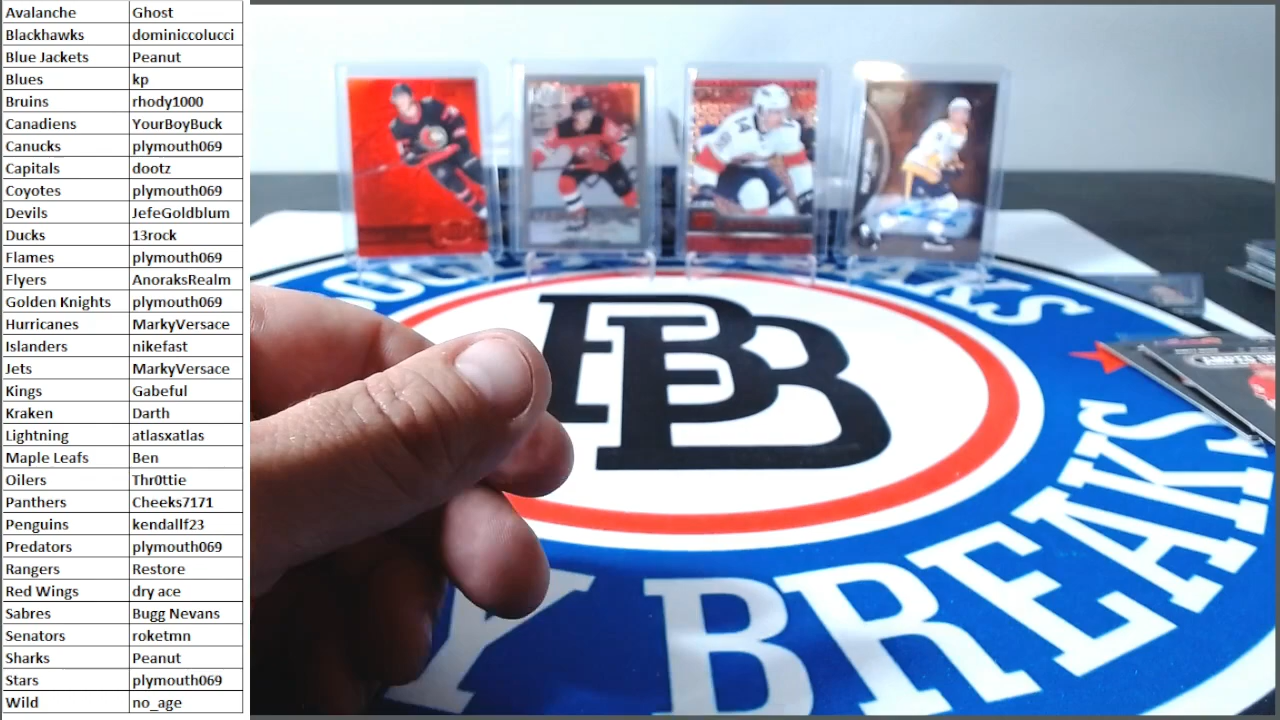 Avalanche Ghost
Blackhawks dominiccolucci
Blue Jackets Peanut
Blues kp
Bruins rhody1000
Canadiens YourBoyBuck
Canucks plymouth069
Capitals dootz
Coyotes plymouth069
Devils JefeGoldblum
Ducks 13rock
Flames plymouth069
Flyers AnoraksRealm
Golden Knights plymouth069
Hurricanes MarkyVersace
Islanders nikefast
Jets MarkyVersace
Kings Gabeful
Kraken Darth
Lightning atlasxatlas
Maple Leafs Ben
Oilers Thr0ttie
Panthers Cheeks7171
Penguins kendallf23
Predators plymouth069
Rangers Restore
Red Wings dry ace
Sabres Bugg Nevans
Senators roketmn
Sharks Peanut
Stars plymouth069
Wild no_age
BB
BREAKS